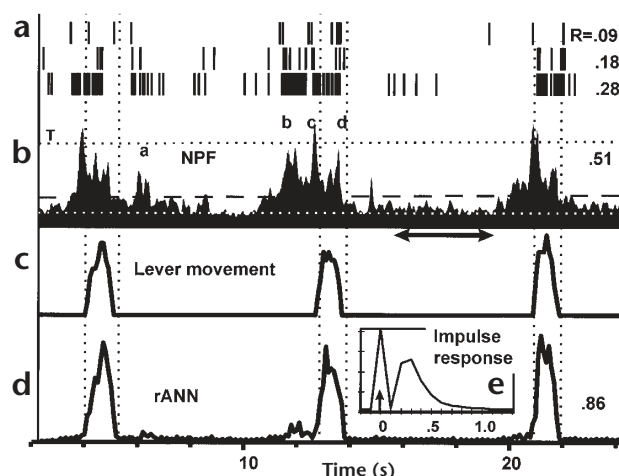 a
R=.09
.18
.28
T
b
c
d
b
a
NPF
.51
c
Lever movement
Impulse
response
e
0
.5
1.0
d
rANN
.86
10
20
Time (s)